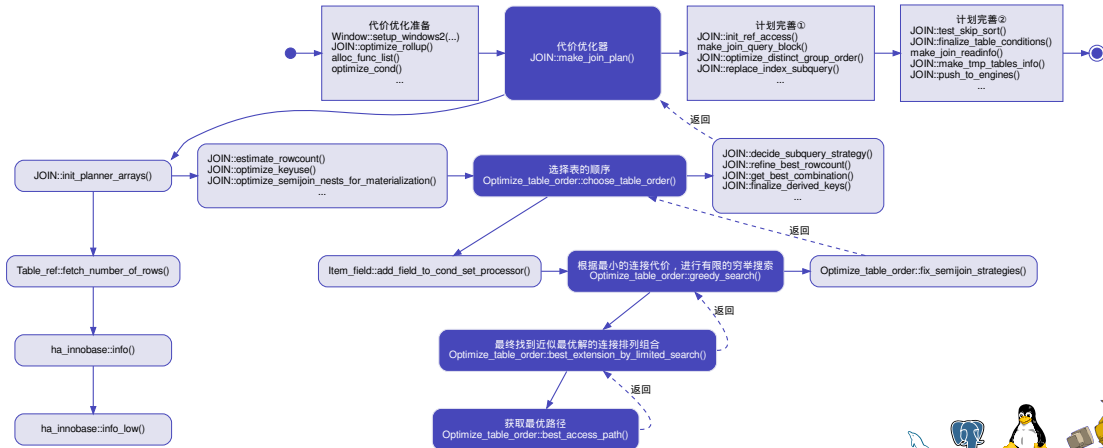 代价优化准备
Window::setup_windows2(...)
JOIN::optimize_rollup()
alloc_func_list()
optimize_cond()
...
代价优化器
JOIN::make_join_plan()
计划完善①
JOIN::init_ref_access()
make_join_query_block()
JOIN::optimize_distinct_group_order()
JOIN::replace_index_subquery()
...
计划完善②
JOIN::test_skip_sort()
JOIN::finalize_table_conditions()
make_join_readinfo()
JOIN::make_tmp_tables_info()
JOIN::push_to_engines()
...
返回
JOIN::init_planner_arrays()
JOIN::estimate_rowcount()
JOIN::optimize_keyuse()
JOIN::optimize_semijoin_nests_for_materialization()
...
选择表的顺序
Optimize_table_order::choose_table_order()
JOIN::decide_subquery_strategy()
JOIN::refine_best_rowcount()
JOIN::get_best_combination()
JOIN::finalize_derived_keys()
...
返回
Table_ref::fetch_number_of_rows()
Item_field::add_field_to_cond_set_processor()
根据最小的连接代价，进行有限的穷举搜索
Optimize_table_order::greedy_search()
Optimize_table_order::fix_semijoin_strategies()
返回
ha_innobase::info()
最终找到近似最优解的连接排列组合
Optimize_table_order::best_extension_by_limited_search()
返回
ha_innobase::info_low()
获取最优路径
Optimize_table_order::best_access_path()